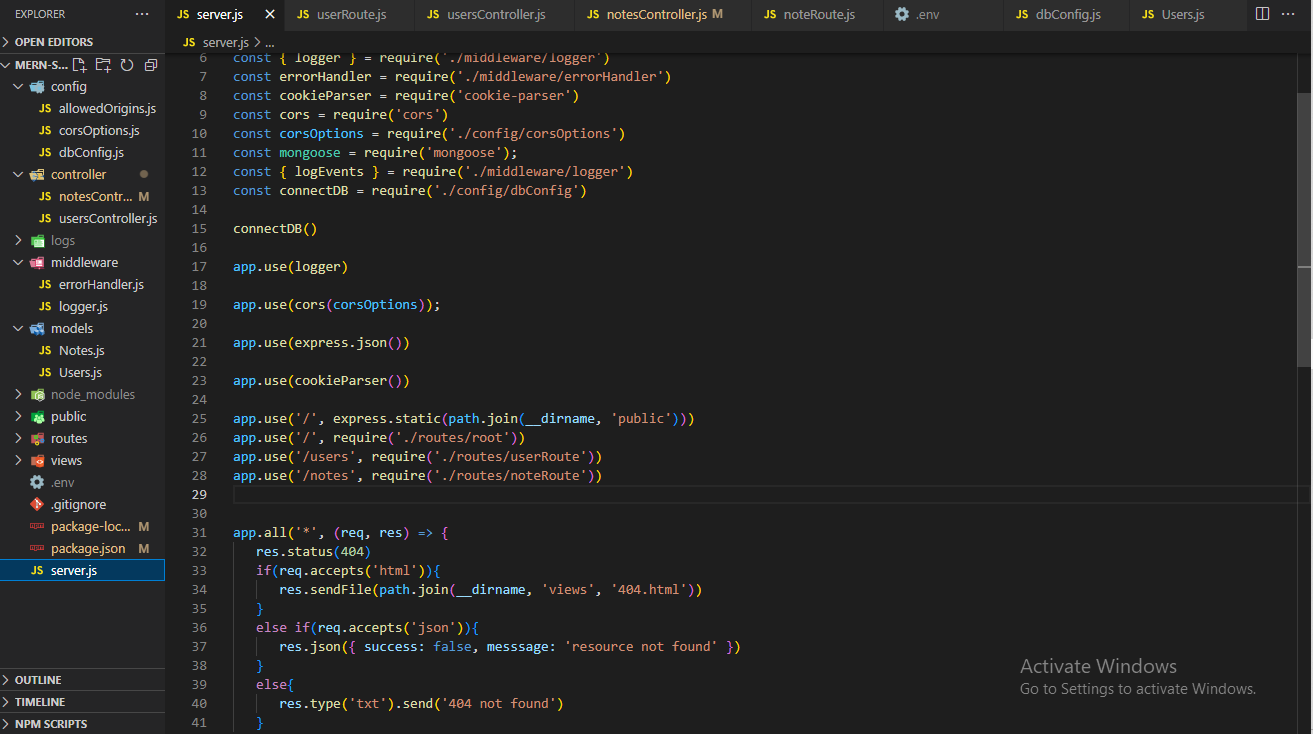 EXPLORER
OPEN EDITORS
MERN-S...
config
JS allowedOrigins.js
JS corsOptions.js
JS dbConfig.js
controller
JS notesContr... M
JS usersController.js
logs
middleware
JS errorHandler.js
JS logger.js
models
JS Notes.js
JS Users.js
node_modules
public
routes
views
.env
.gitignore
package-loc... M
package.json M
JS server.js
OUTLINE
TIMELINE
NPM SCRIPTS
JS server.js
JS userRoute.js
JS usersController.js
JS notesController.js M
JS noteRoute.js
.env
JS dbConfig.js
JS Users.js
JS server.js > ...
6 const { logger } = require('./middleware/logger')
7 const errorHandler = require('./middleware/errorHandler')
8 const cookieParser = require('cookie-parser')
9 const cors = require('cors')
10 const corsOptions = require('./config/corsOptions')
11 const mongoose = require('mongoose');
12 const { logEvents } = require('./middleware/logger')
13 const connectDB = require('./config/dbConfig')
14
15 connectDB()
16
17 app.use(logger)
18
19 app.use(cors(corsOptions));
20
21 app.use(express.json())
22
23 app.use(cookieParser())
24
25 app.use('/', express.static(path.join(__dirname, 'public')))
26 app.use('/', require('./routes/root'))
27 app.use('/users', require('./routes/userRoute'))
28 app.use('/notes', require('./routes/noteRoute'))
29
30
31 app.all('*', (req, res) => {
32 res.status(404)
33 if(req.accepts('html')){
34 res.sendFile(path.join(__dirname, 'views', '404.html'))
35 }
36 else if(req.accepts('json')){
37 res.json({ success: false, messsage: 'resource not found' })
38 }
39 else{
40 res.type('txt').send('404 not found')
41 }
Activate Windows
Go to Settings to activate Windows.